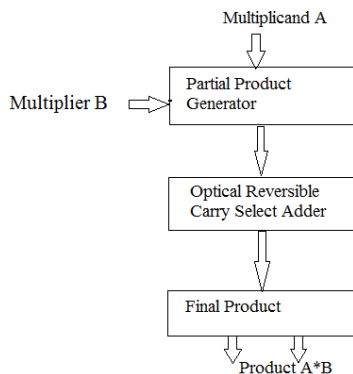 Multiplicand A
Multiplier B
Partial Product
Generator
Optical Reversible
Carry Select Adder
Final Product
Product A*B